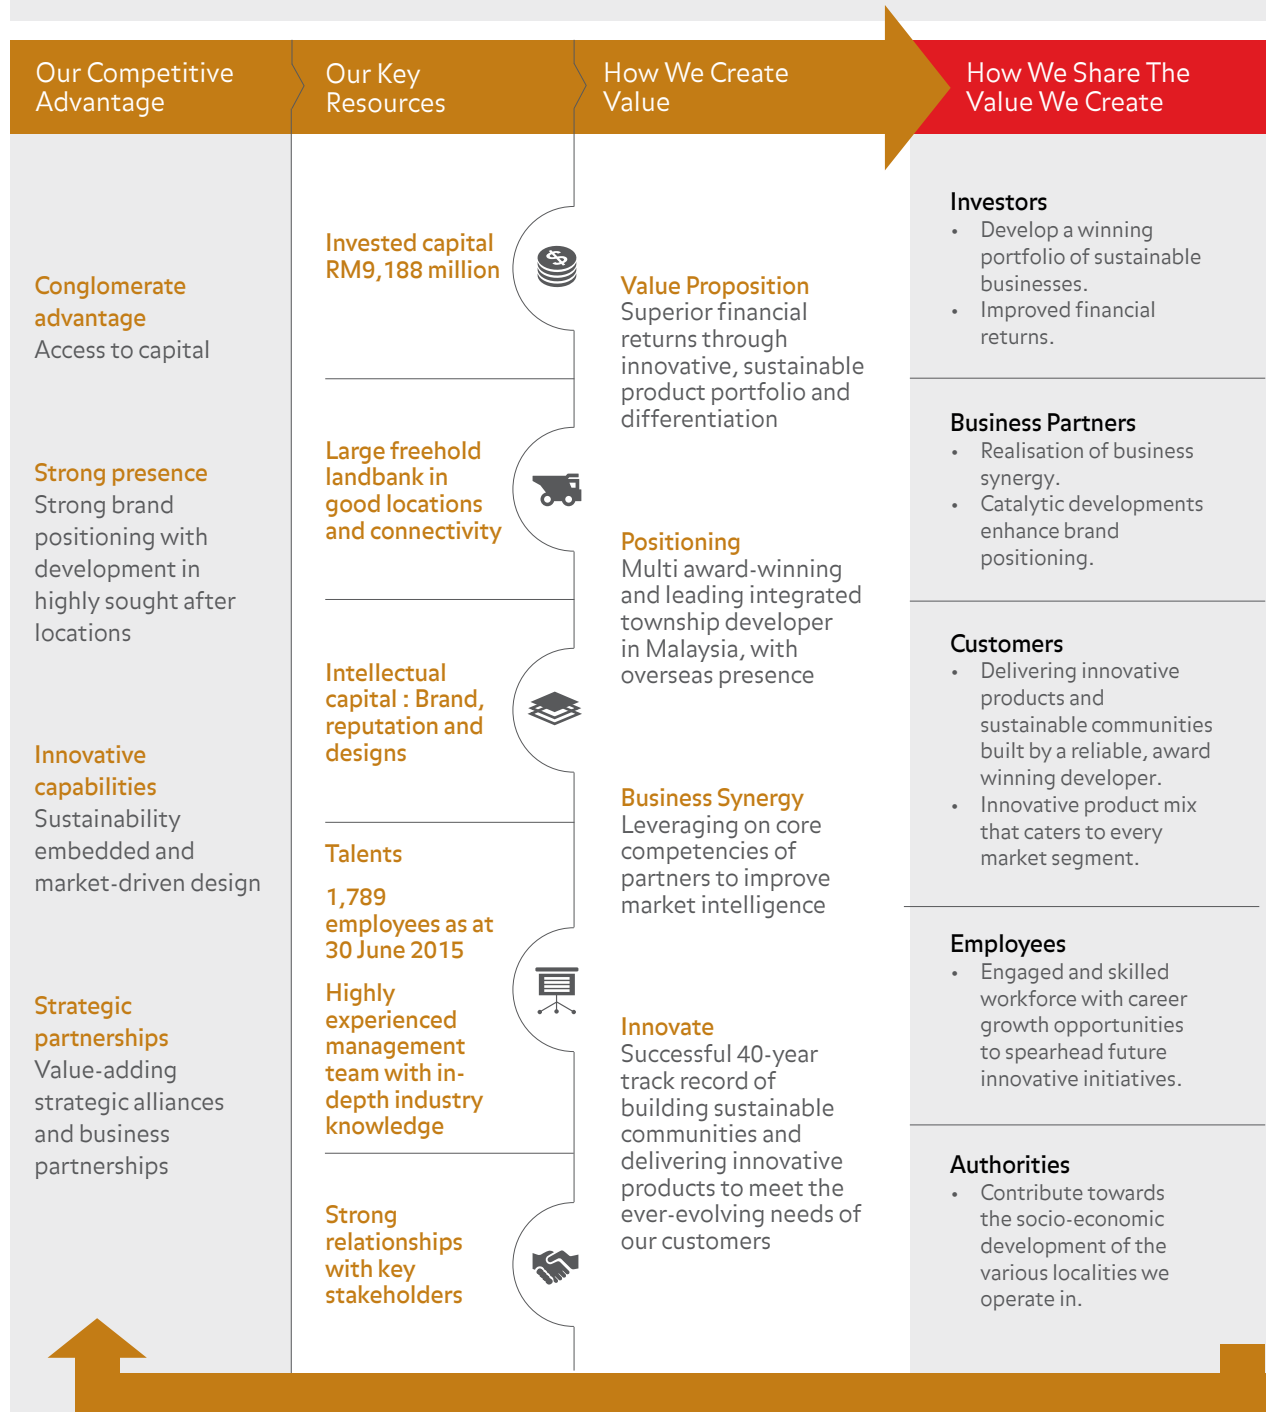 Our Competitive
Advantage
Our Key
Resources
How We Create
Value
How We Share The
Value We Create
Conglomerate
advantage
Access to capital
Strong presence
Strong brand
positioning with
development in
highly sought after
locations
Innovative
capabilities
Sustainability
embedded and
market-driven design
Strategic
partnerships
Value-adding
strategic alliances
and business
partnerships
Invested capital
RM9,188 million
Large freehold
landbank in
good locations
and connectivity
Intellectual
capital : Brand,
reputation and
designs
Talents
1,789
employees as at
30 June 2015
Highly
experienced
management
team with in-
depth industry
knowledge
Strong
relationships
with key
stakeholders
Value Proposition
Superior financial
returns through
innovative, sustainable
product portfolio and
differentiation
Positioning
Multi award-winning
and leading integrated
township developer
in Malaysia, with
overseas presence
Business Synergy
Leveraging on core
competencies of
partners to improve
market intelligence
Innovate
Successful 40-year
track record of
building sustainable
communities and
delivering innovative
products to meet the
ever-evolving needs of
our customers
Investors
• Develop a winning
portfolio of sustainable
businesses.
• Improved financial
returns.
Business Partners
• Realisation of business
synergy.
• Catalytic developments
enhance brand
positioning.
Customers
• Delivering innovative
products and
sustainable communities
built by a reliable, award
winning developer.
• Innovative product mix
that caters to every
market segment.
Employees
• Engaged and skilled
workforce with career
growth opportunities
to spearhead future
innovative initiatives.
Authorities
• Contribute towards
the socio-economic
development of the
various localities we
operate in.